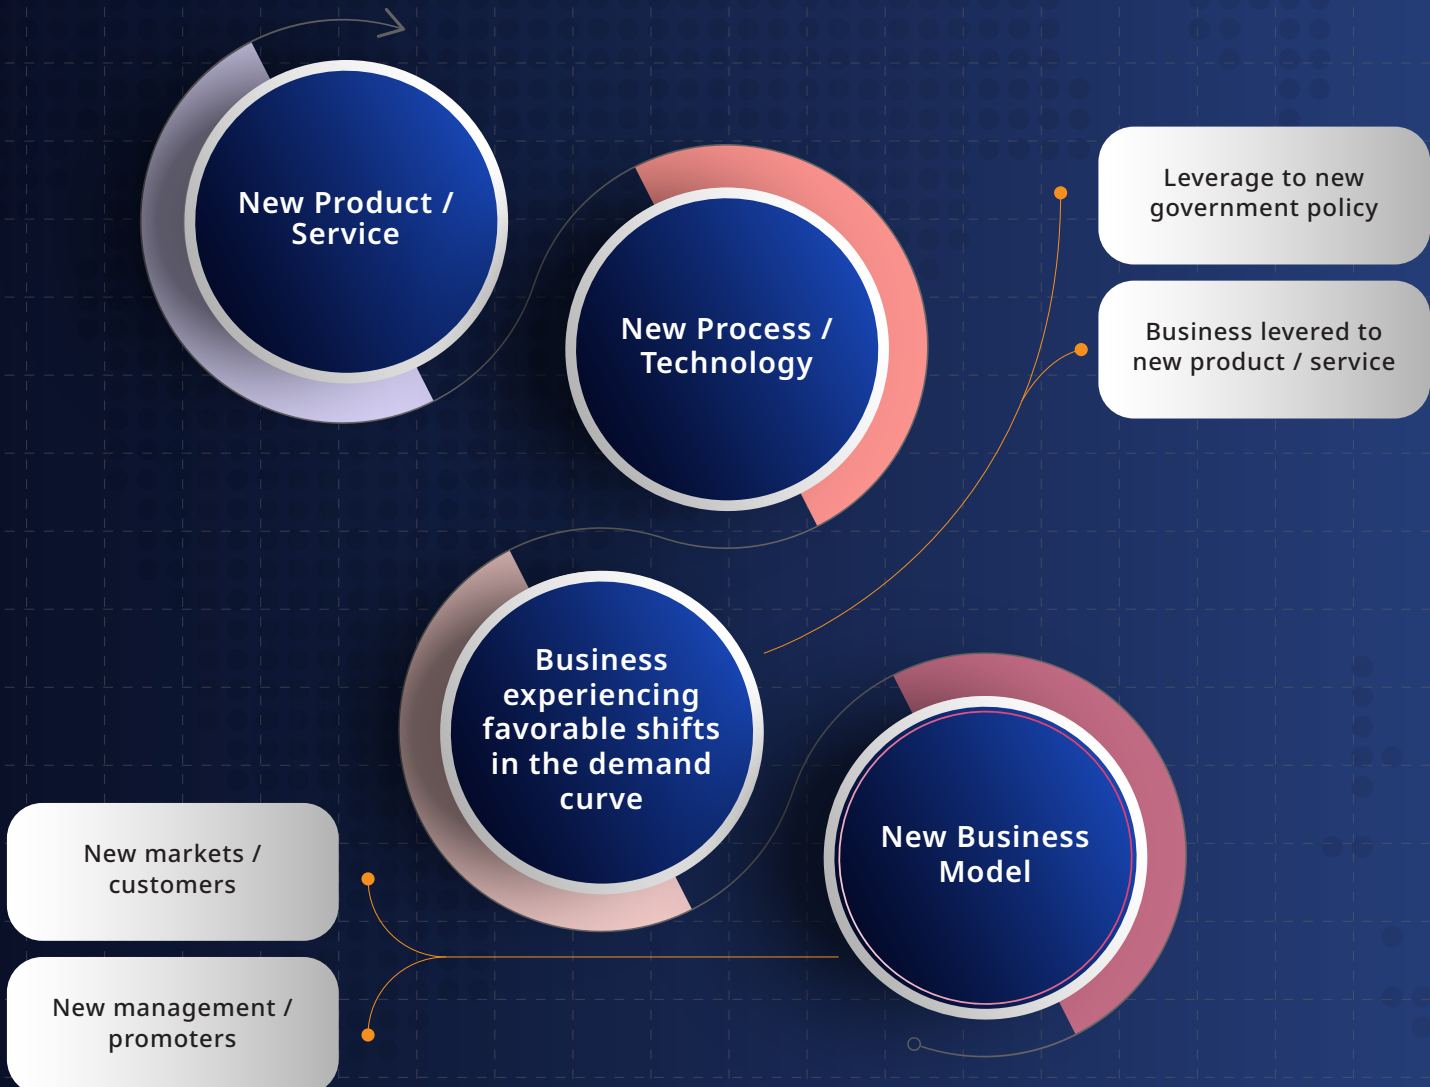 New Product /
Service
New Process /
Technology
Leverage to new
government policy
Business levered to
new product / service
Business
experiencing
favorable shifts
in the demand
curve
New Business
Model
New markets /
customers
New management /
promoters